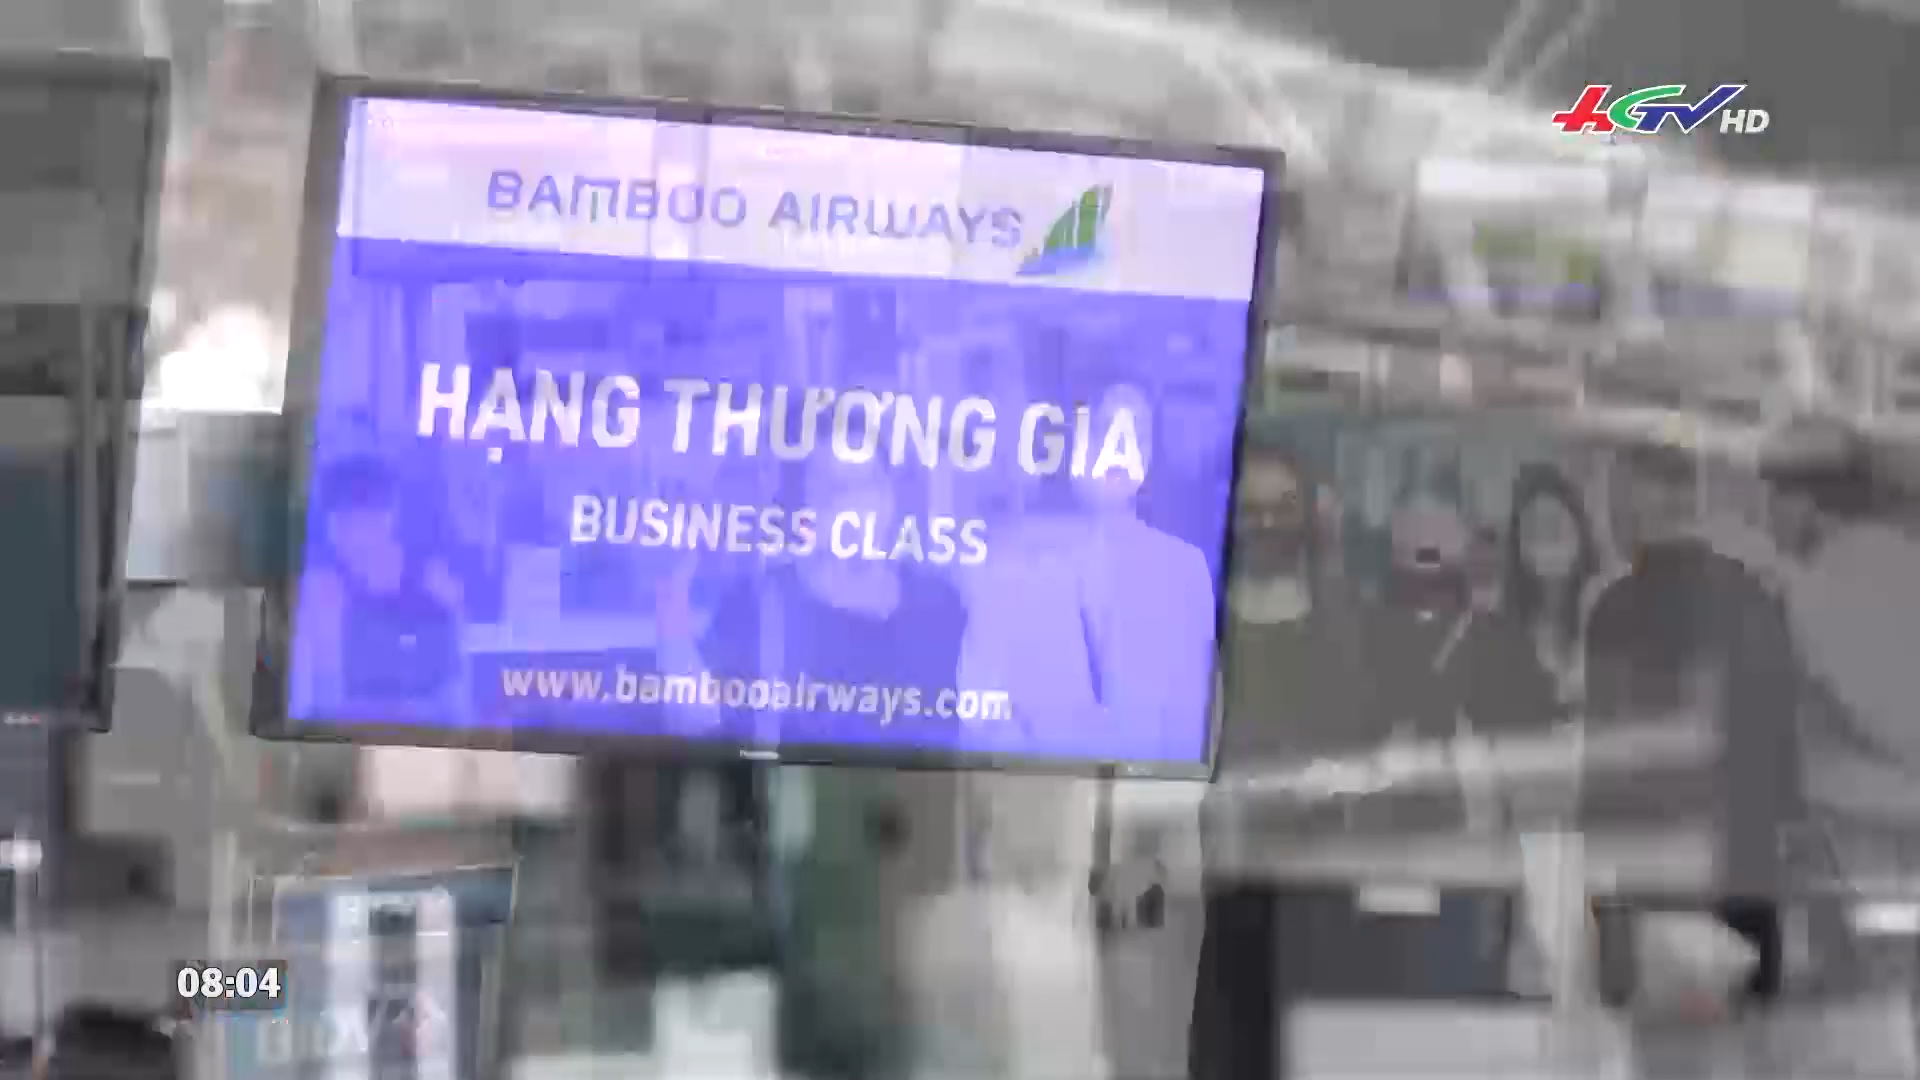 HGTV HD
BAMBOO AIRWAYS
HẠNG THƯƠNG GIA
BUSINESS CLASS
www.bambooairways.com
08:04